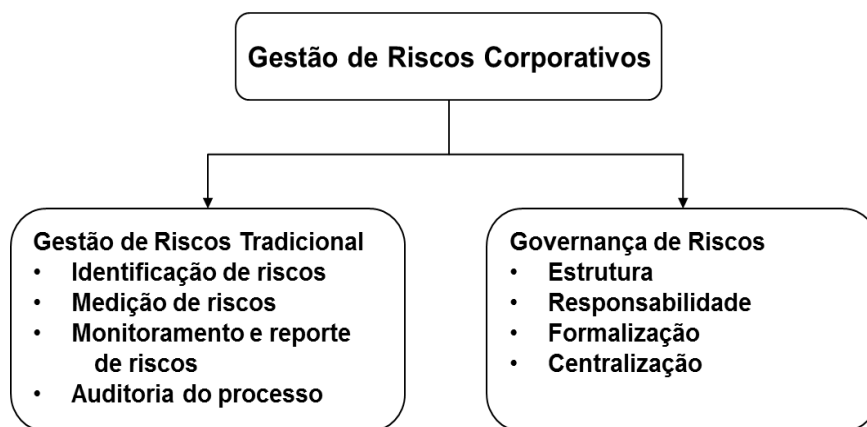 Gestão de Riscos Corporativos
Gestão de Riscos Tradicional
• Identificação de riscos
• Medição de riscos
• Monitoramento e reporte
de riscos
• Auditoria do processo
Governança de Riscos
• Estrutura
• Responsabilidade
• Formalização
• Centralização